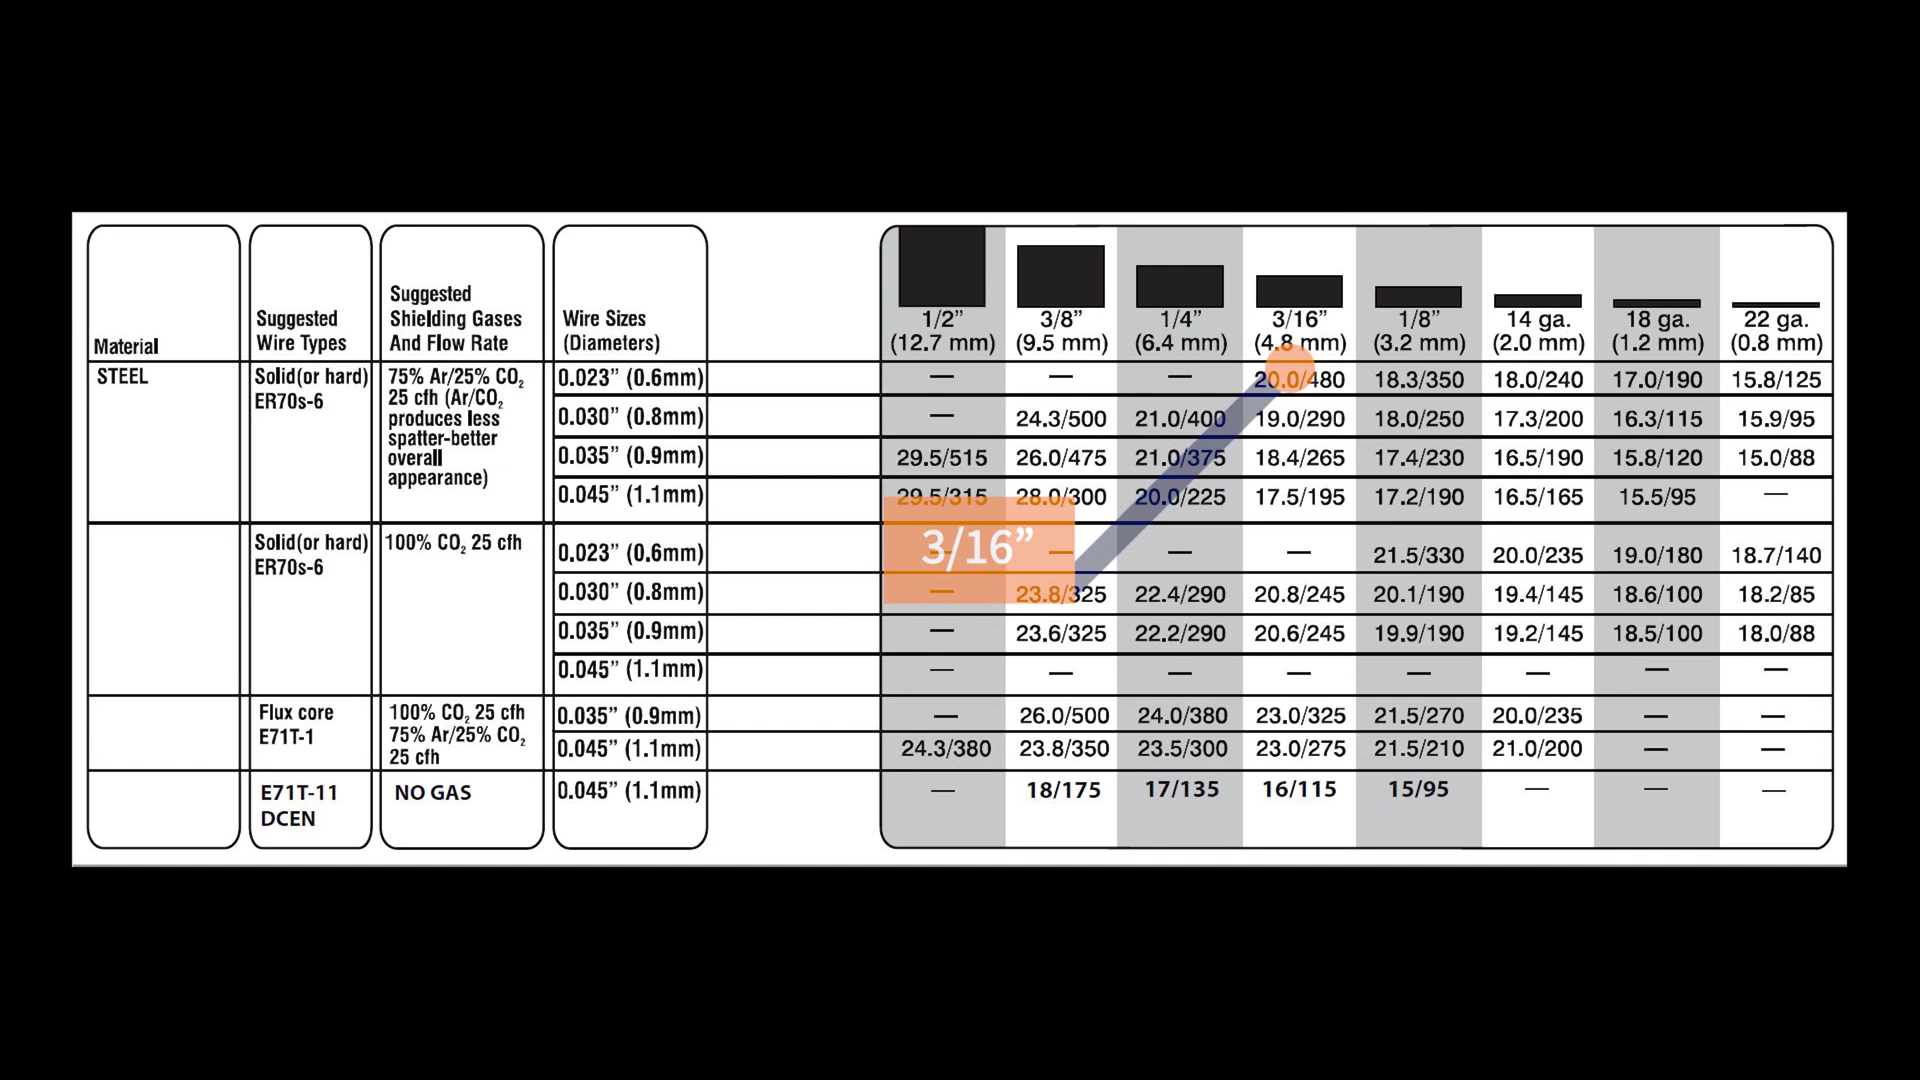 Material
Suggested
Wire Types
Suggested
Shielding Gases
And Flow Rate
Wire Sizes
(Diameters)
1/2” 3/8” 1/4” 3/16” 1/8” 14 ga. 18 ga. 22 ga.
(12.7 mm) (9.5 mm) (6.4 mm) (4.8 mm) (3.2 mm) (2.0 mm) (1.2 mm) (0.8 mm)
STEEL
Solid(or hard)
ER70s-6
75% Ar/25% CO₂
25 cfh (Ar/CO₂
produces less
spatter-better
overall
appearance)
0.023” (0.6mm) — — — 20.0/480 18.3/350 18.0/240 17.0/190 15.8/125
0.030” (0.8mm) — 24.3/500 21.0/400 19.0/290 18.0/250 17.3/200 16.3/115 15.9/95
0.035” (0.9mm) 29.5/515 26.0/475 21.0/375 18.4/265 17.4/230 16.5/190 15.8/120 15.0/88
0.045” (1.1mm) 29.5/315 28.0/300 20.0/225 17.5/195 17.2/190 16.5/165 15.5/95 —
3/16”
Solid(or hard)
ER70s-6
100% CO₂ 25 cfh
0.023” (0.6mm) — — — — 21.5/330 20.0/235 19.0/180 18.7/140
0.030” (0.8mm) — 23.8/325 22.4/290 20.8/245 20.1/190 19.4/145 18.6/100 18.2/85
0.035” (0.9mm) — 23.6/325 22.2/290 20.6/245 19.9/190 19.2/145 18.5/100 18.0/88
0.045” (1.1mm) — — — — — — — —
Flux core
E71T-1
100% CO₂ 25 cfh
75% Ar/25% CO₂
25 cfh
0.035” (0.9mm) — 26.0/500 24.0/380 23.0/325 21.5/270 20.0/235 — —
0.045” (1.1mm) 24.3/380 23.8/350 23.5/300 23.0/275 21.5/210 21.0/200 — —
E71T-11
DCEN
NO GAS
0.045” (1.1mm) — 18/175 17/135 16/115 15/95 — — —